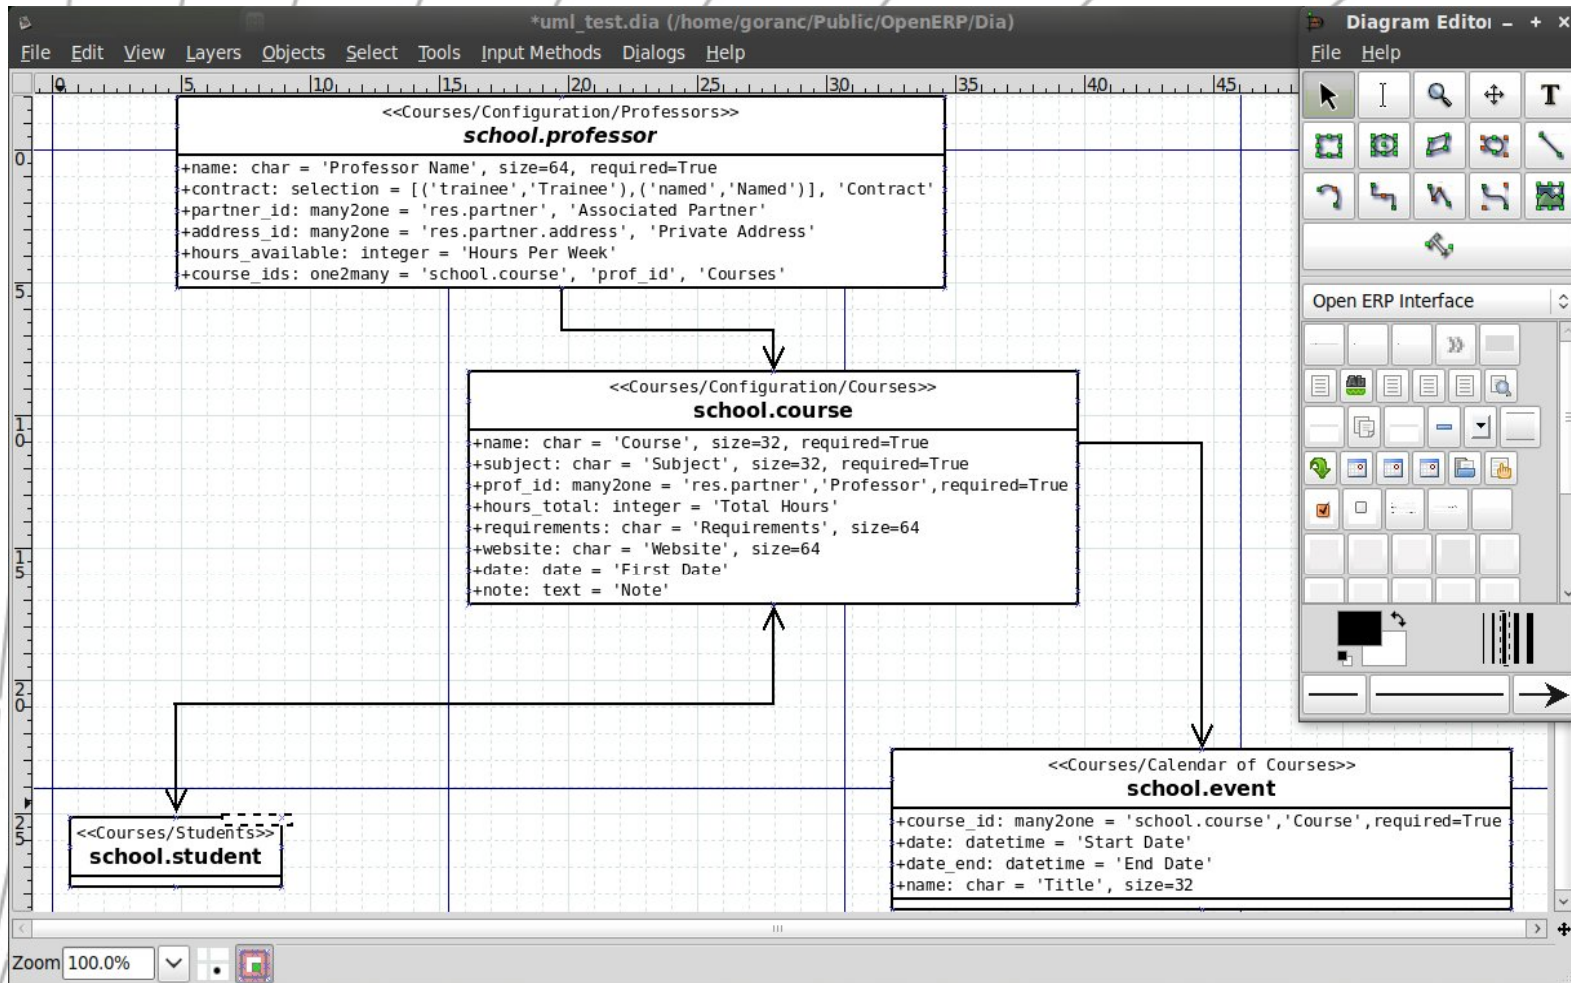 *uml_test.dia (/home/goranc/Public/OpenERP/Dia)
File Edit View Layers Objects Select Tools Input Methods Dialogs Help
0 5 10 15 20 25 30 35 40 45
<<Courses/Configuration/Professors>>
school.professor
+name: char = 'Professor Name', size=64, required=True
+contract: selection = [('trainee','Trainee'),('named','Named')], 'Contract'
+partner_id: many2one = 'res.partner', 'Associated Partner'
+address_id: many2one = 'res.partner.address', 'Private Address'
+hours_available: integer = 'Hours Per Week'
+course_ids: one2many = 'school.course', 'prof_id', 'Courses'
0
5
10
15
20
25
<<Courses/Configuration/Courses>>
school.course
+name: char = 'Course', size=32, required=True
+subject: char = 'Subject', size=32, required=True
+prof_id: many2one = 'res.partner','Professor',required=True
+hours_total: integer = 'Total Hours'
+requirements: char = 'Requirements', size=64
+website: char = 'Website', size=64
+date: date = 'First Date'
+note: text = 'Note'
<<Courses/Students>>
school.student
<<Courses/Calendar of Courses>>
school.event
+course_id: many2one = 'school.course','Course',required=True
+date: datetime = 'Start Date'
+date_end: datetime = 'End Date'
+name: char = 'Title', size=32
Zoom 100.0%
Diagram Editor
File Help
T
Open ERP Interface